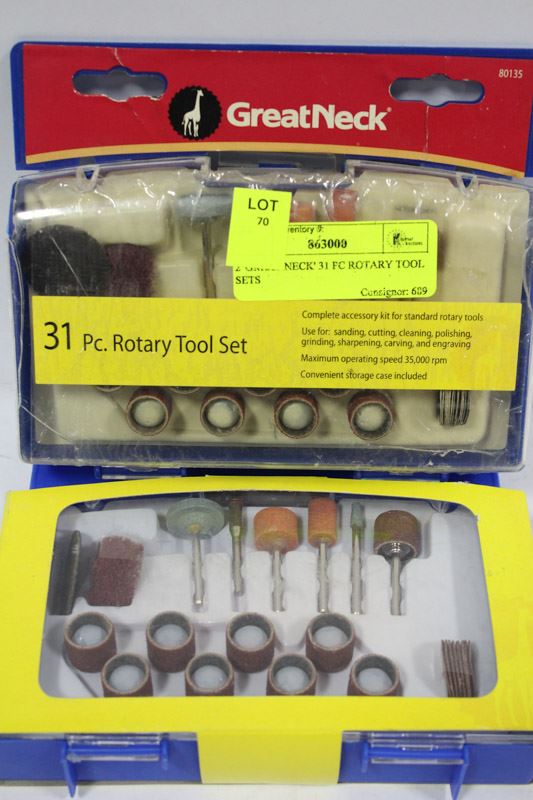 80135
GreatNeck
LOT
70
863000
NECK' 31 PC ROTARY TOOL
SETS
Consignor: 609
31 Pc. Rotary Tool Set
Complete accessory kit for standard rotary tools
Use for: sanding, cutting, cleaning, polishing,
grinding, sharpening, carving, and engraving
Maximum operating speed 35,000 rpm
Convenient storage case included